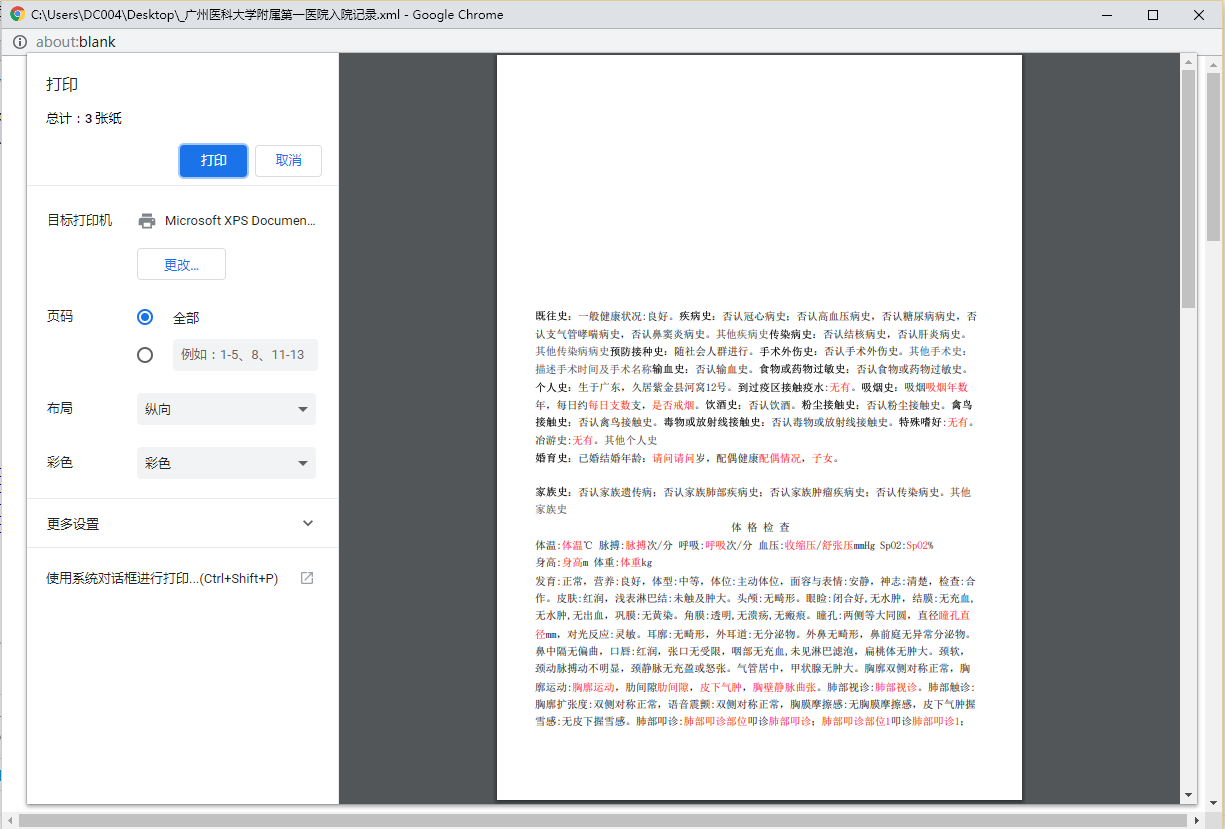 C:\Users\DC004\Desktop\_广州医科大学附属第一医院入院记录.xml - Google Chrome
about:blank
打印
总计：3 张纸
打印
取消
目标打印机
Microsoft XPS Documen...
更改...
页码
全部
例如：1-5、8、11-13
布局
纵向
彩色
彩色
更多设置
使用系统对话框进行打印...(Ctrl+Shift+P)
既往史：一般健康状况:良好。疾病史：否认冠心病史；否认高血压病史，否认糖尿病病史，否
认支气管哮喘病史，否认鼻窦炎病史。其他疾病史传染病史：否认结核病史，否认肝炎病史。
其他传染病病史预防接种史：随社会人群进行。手术外伤史：否认手术外伤史。其他手术史：
描述手术时间及手术名称输血史：否认输血史。食物或药物过敏史：否认食物或药物过敏史。
个人史：生于广东，久居紫金县河窝12号。到过疫区接触疫水:无有。吸烟史：吸烟吸烟年数
年，每日约每日支数支，是否戒烟。饮酒史：否认饮酒。粉尘接触史：否认粉尘接触史。禽鸟
接触史：否认禽鸟接触史。毒物或放射线接触史：否认毒物或放射线接触史。特殊嗜好:无有。
冶游史:无有。其他个人史
婚育史：已婚结婚年龄：请问请问岁，配偶健康配偶情况，子女。
家族史：否认家族遗传病；否认家族肺部疾病史；否认家族肿瘤疾病史；否认传染病史。其他
家族史
体 格 检 查
体温:体温℃ 脉搏:脉搏次/分 呼吸:呼吸次/分 血压:收缩压/舒张压mmHg SpO2:SpO2%
身高:身高m 体重:体重kg
发育:正常，营养:良好，体型:中等，体位:主动体位，面容与表情:安静，神志:清楚，检查:合
作。皮肤:红润，浅表淋巴结:未触及肿大。头颅:无畸形。眼睑:闭合好,无水肿，结膜:无充血,
无水肿,无出血，巩膜:无黄染。角膜:透明,无溃疡,无瘢痕。瞳孔:两侧等大同圆，直径瞳孔直
径mm，对光反应:灵敏。耳廓:无畸形，外耳道:无分泌物。外鼻无畸形，鼻前庭无异常分泌物。
鼻中隔无偏曲，口唇:红润，张口无受限，咽部无充血,未见淋巴滤泡，扁桃体无肿大。颈软，
颈动脉搏动不明显，颈静脉无充盈或怒张。气管居中，甲状腺无肿大。胸廓双侧对称正常，胸
廓运动:胸廓运动，肋间隙肋间隙，皮下气肿，胸壁静脉曲张。肺部视诊:肺部视诊。肺部触诊:
胸廓扩张度:双侧对称正常，语音震颤:双侧对称正常，胸膜摩擦感:无胸膜摩擦感，皮下气肿握
雪感:无皮下握雪感。肺部叩诊:肺部叩诊部位叩诊肺部叩诊；肺部叩诊部位1叩诊肺部叩诊1；